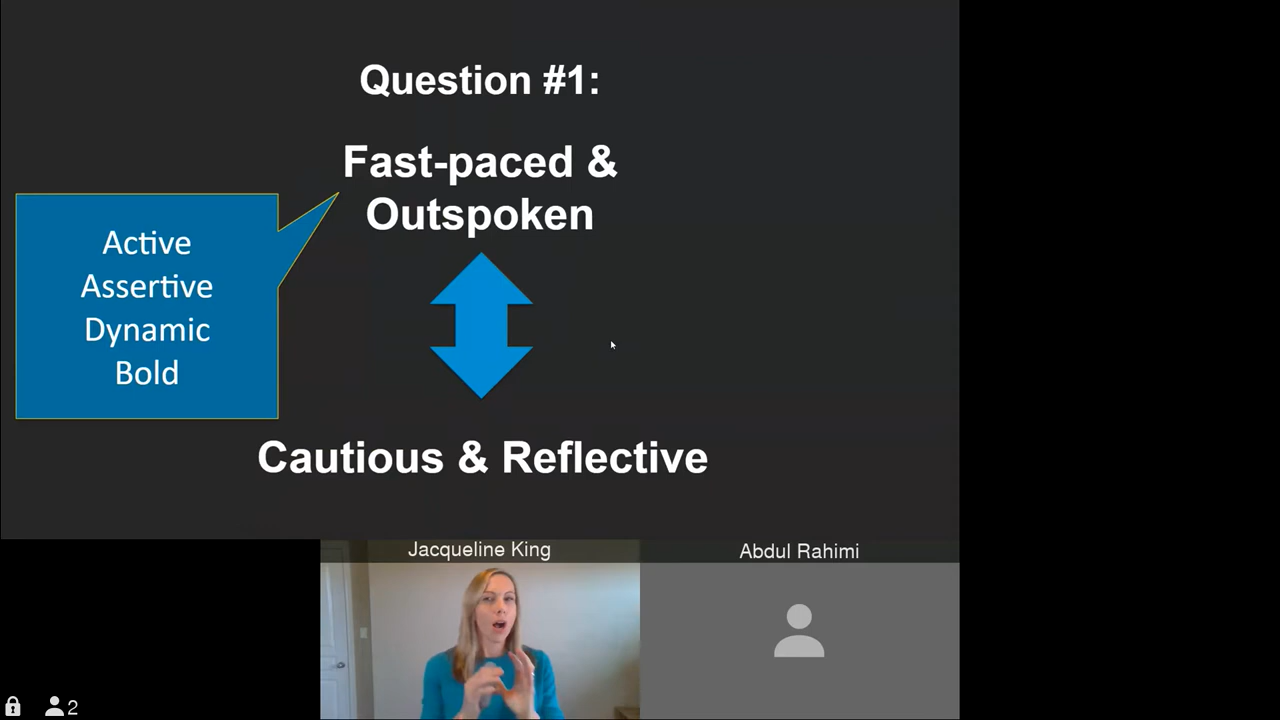 Question #1:
Fast-paced &
Outspoken
Active
Assertive
Dynamic
Bold
Cautious & Reflective
Jacqueline King
Abdul Rahimi
2